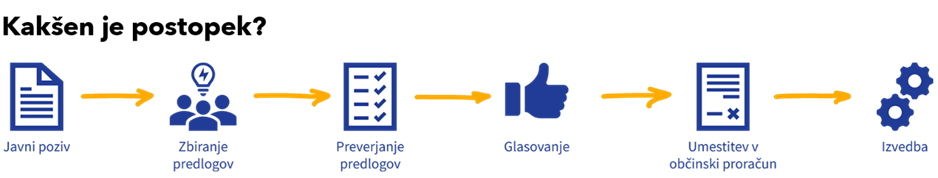 Kakšen je postopek?
Javni poziv
Zbiranje
predlogov
Preverjanje
predlogov
Glasovanje
Umestitev v
občinski proračun
Izvedba